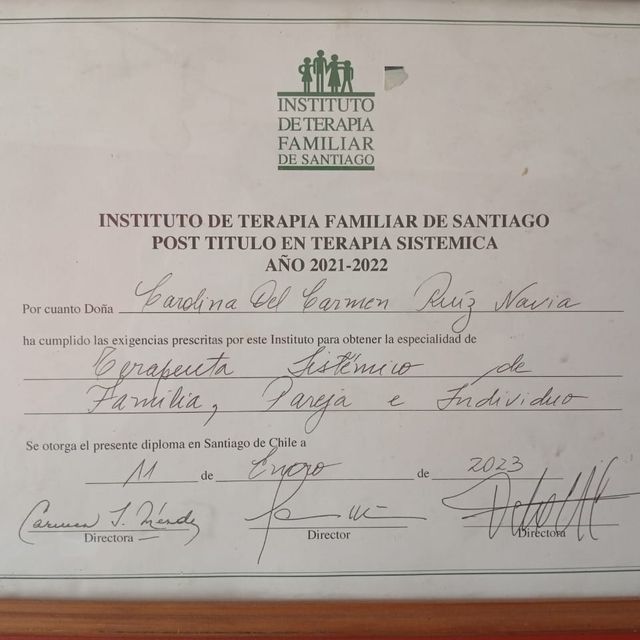 INSTITUTO
DE TERAPIA
FAMILIAR
DE SANTIAGO
INSTITUTO DE TERAPIA FAMILIAR DE SANTIAGO
POST TITULO EN TERAPIA SISTEMICA
AÑO 2021-2022
Por cuanto Doña Carolina Del Carmen Ruíz Navia
ha cumplido las exigencias prescritas por este Instituto para obtener la especialidad de
Terapeuta Sistémico de
Familia, Pareja e Individuo
Se otorga el presente diploma en Santiago de Chile a
11 de Enero de 2023
Carmen
Directora Director Directora